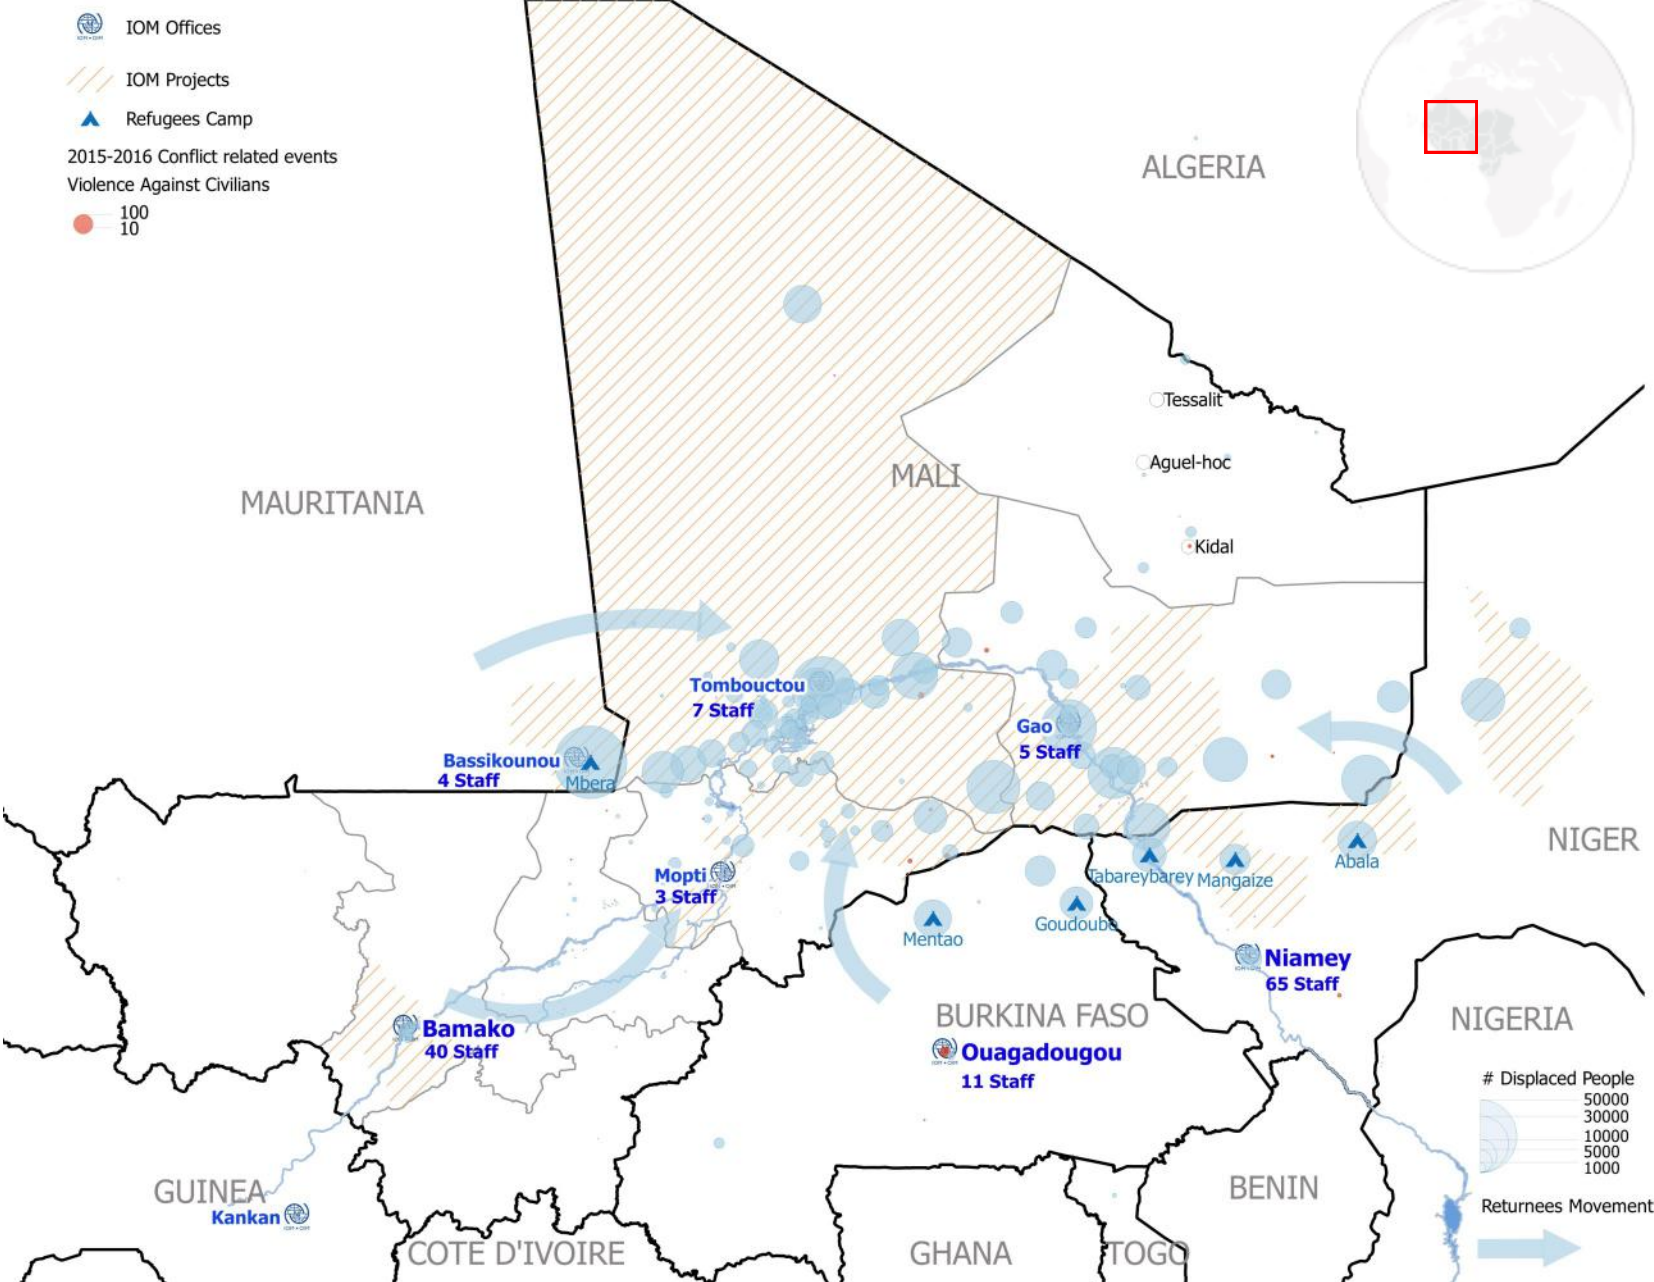 IOM Offices
IOM Projects
Refugees Camp
2015-2016 Conflict related events
Violence Against Civilians
100
10
ALGERIA
Tessalit
Aguel-hoc
MALI
MAURITANIA
Kidal
Tombouctou
7 Staff
Gao
5 Staff
Bassikounou
4 Staff
Mbera
NIGER
Abala
Tabareybarey
Mangaize
Mopti
3 Staff
Goudoubo
Mentao
Niamey
65 Staff
BURKINA FASO
NIGERIA
Bamako
40 Staff
Ouagadougou
11 Staff
# Displaced People
50000
30000
10000
5000
1000
GUINEA
Kankan
BENIN
Returnees Movement
COTE D'IVOIRE
GHANA
TOGO